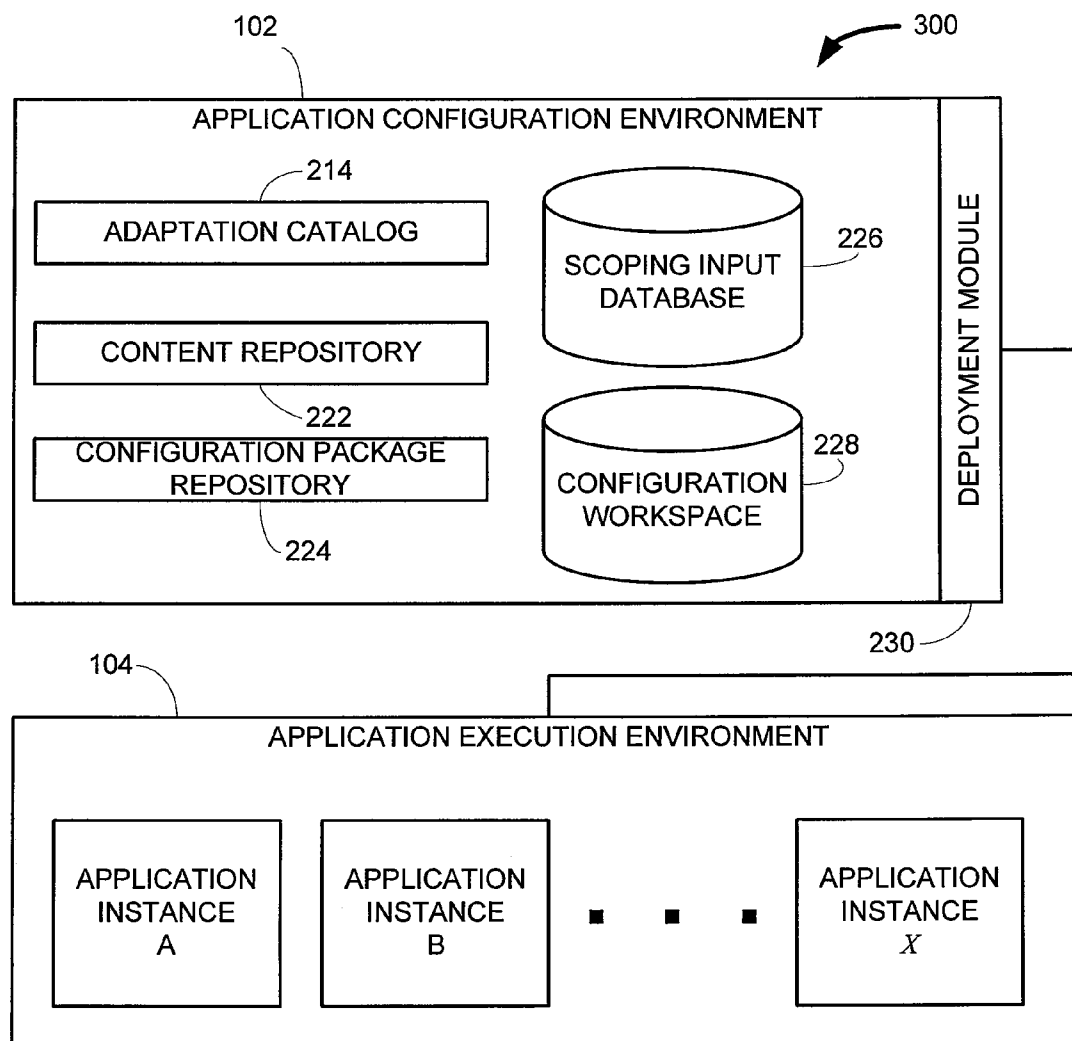 102
300
APPLICATION CONFIGURATION ENVIRONMENT
214
ADAPTATION CATALOG
CONTENT REPOSITORY
222
CONFIGURATION PACKAGE
REPOSITORY
224
SCOPING INPUT
DATABASE
226
CONFIGURATION
WORKSPACE
228
DEPLOYMENT MODULE
230
104
APPLICATION EXECUTION ENVIRONMENT
APPLICATION
INSTANCE
A
APPLICATION
INSTANCE
B
APPLICATION
INSTANCE
X